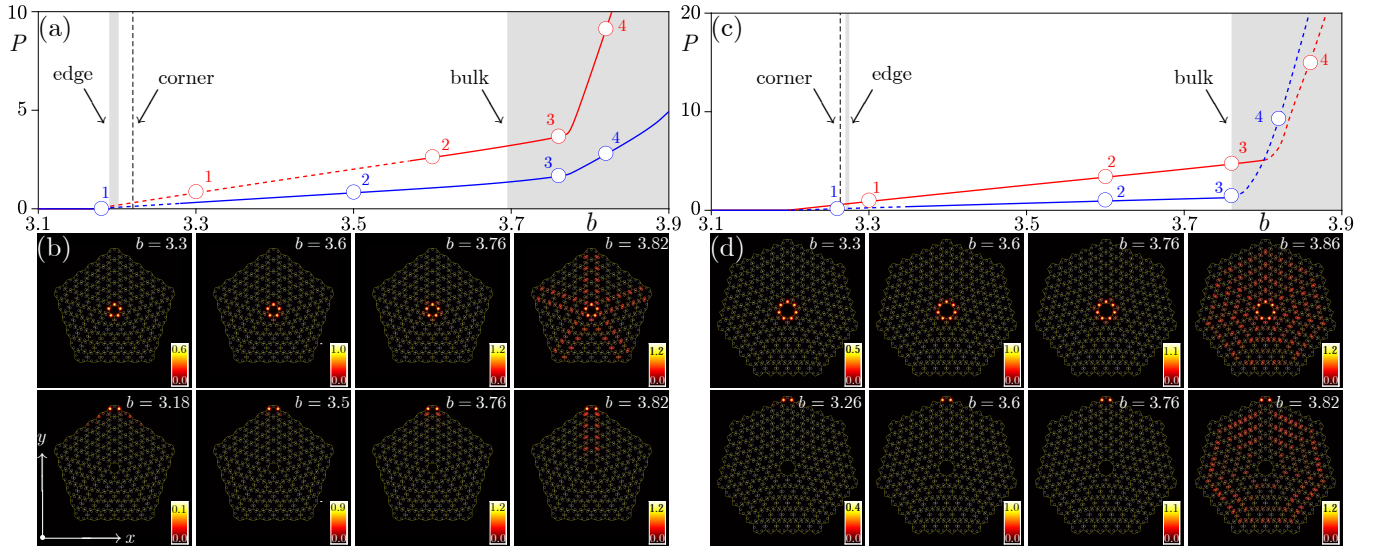 10 (a) 20 (c)
P 4 P 4
edge corner bulk corner edge bulk
5 10 4
3 4
2 3
1 2 3 2 3
1 2 1 1 2
0 0
3.1 3.3 3.5 3.7 b 3.9 3.1 3.3 3.5 3.7 b 3.9
(b) b = 3.3 b = 3.6 b = 3.76 b = 3.82 (d) b = 3.3 b = 3.6 b = 3.76 b = 3.86
0.6 1.0 1.2 1.2 0.5 1.0 1.1 1.2
0.0 0.0 0.0 0.0 0.0 0.0 0.0 0.0
b = 3.18 b = 3.5 b = 3.76 b = 3.82 b = 3.26 b = 3.6 b = 3.76 b = 3.82
y
0.1 0.9 1.2 1.2 0.4 1.0 1.1 1.2
0.0 0.0 0.0 0.0 0.0 0.0 0.0 0.0
x